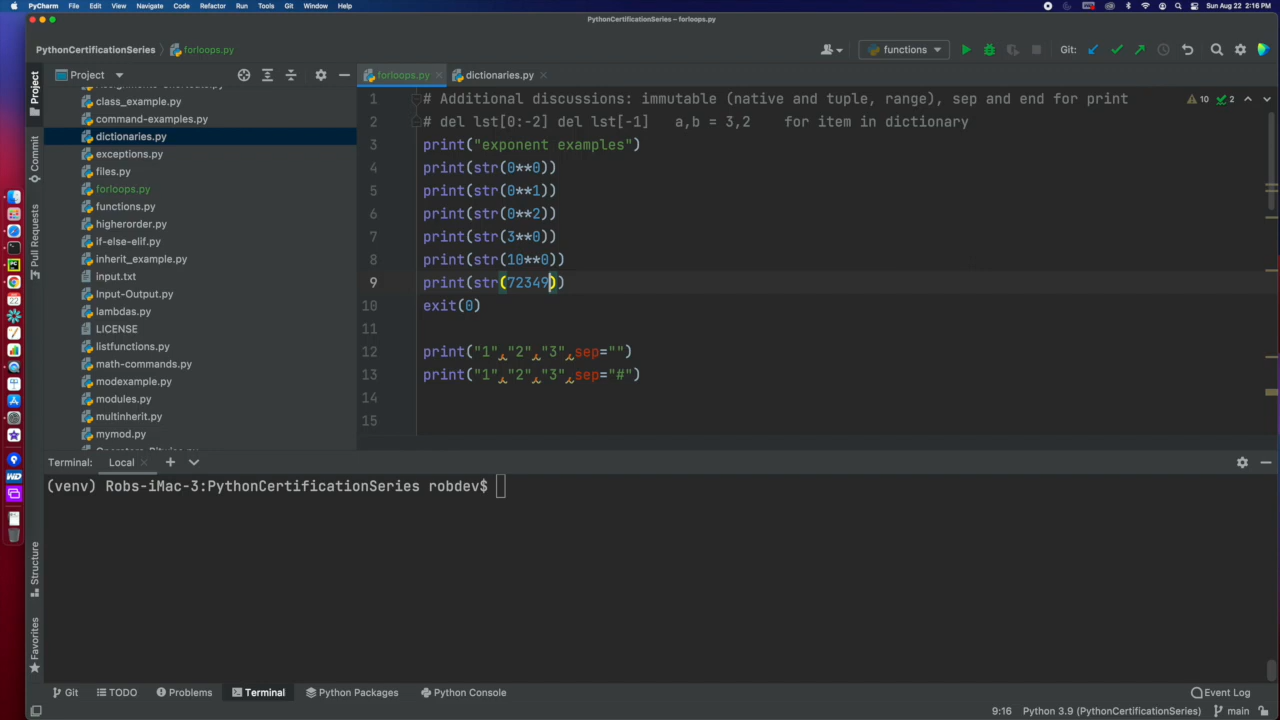 PyCharm File Edit View Navigate Code Refactor Run Tools Git Window Help Sun Aug 22 2:16 PM
PythonCertificationSeries – forloops.py
PythonCertificationSeries forloops.py functions Git:
Project forloops.py dictionaries.py
Project
Commit
Pull Requests
Structure
Favorites
class_example.py
command-examples.py
dictionaries.py
exceptions.py
files.py
forloops.py
functions.py
higherorder.py
if-else-elif.py
inherit_example.py
input.txt
Input-Output.py
lambdas.py
LICENSE
listfunctions.py
math-commands.py
modexample.py
modules.py
multinherit.py
mymod.py
1 # Additional discussions: immutable (native and tuple, range), sep and end for print
10 2
2 # del lst[0:-2] del lst[-1] a,b = 3,2 for item in dictionary
3 print("exponent examples")
4 print(str(0**0))
5 print(str(0**1))
6 print(str(0**2))
7 print(str(3**0))
8 print(str(10**0))
9 print(str(72349))
10 exit(0)
11
12 print("1","2","3",sep="")
13 print("1","2","3",sep="#")
14
15
Terminal: Local
(venv) Robs-iMac-3:PythonCertificationSeries robdev$
Git TODO Problems Terminal Python Packages Python Console Event Log
9:16 Python 3.9 (PythonCertificationSeries) main